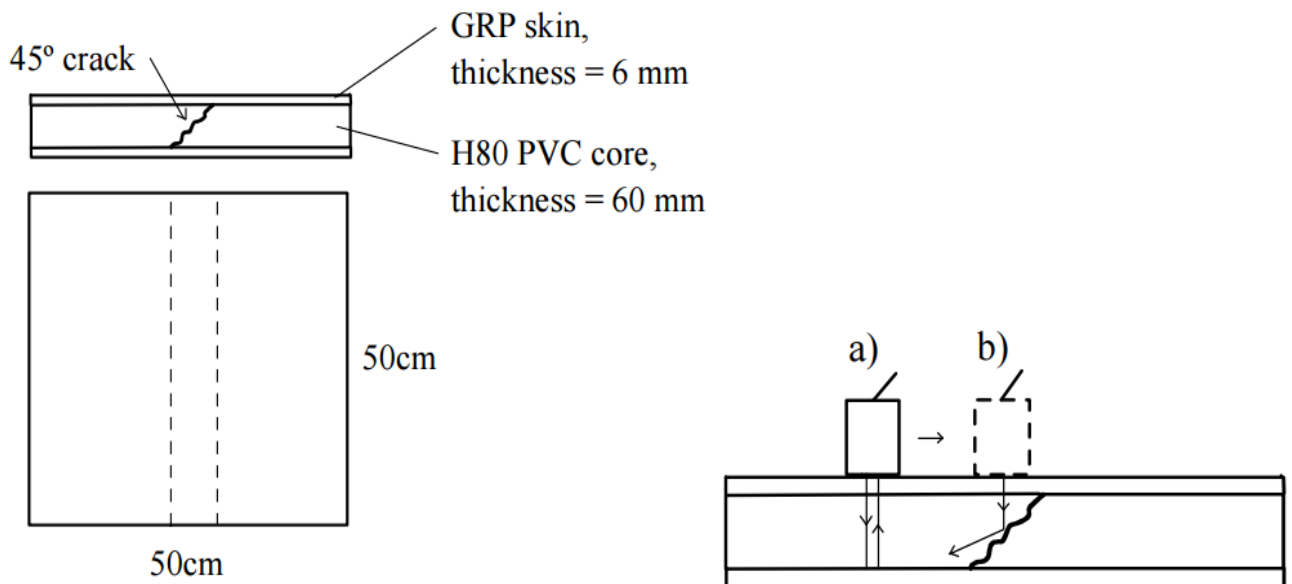 45º crack
GRP skin,
thickness = 6 mm
H80 PVC core,
thickness = 60 mm
50cm
50cm
a)
b)